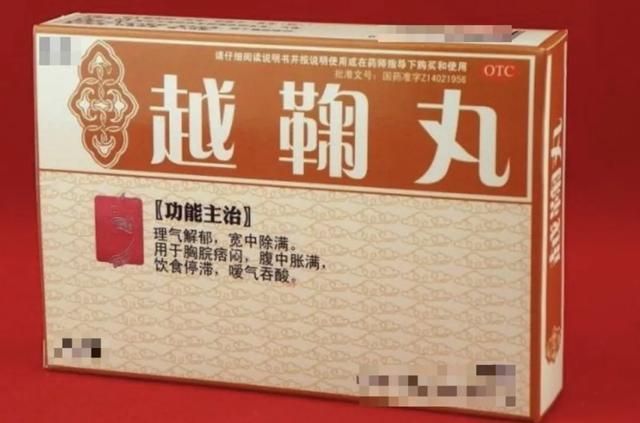 请仔细阅读说明书并按说明使用或在药师指导下购买和使用
批准文号：国药准字Z14021956
OTC
越鞠丸
〖功能主治〗
理气解郁，宽中除满。
用于胸脘痞闷，腹中胀满，
饮食停滞，嗳气吞酸。
越鞠丸